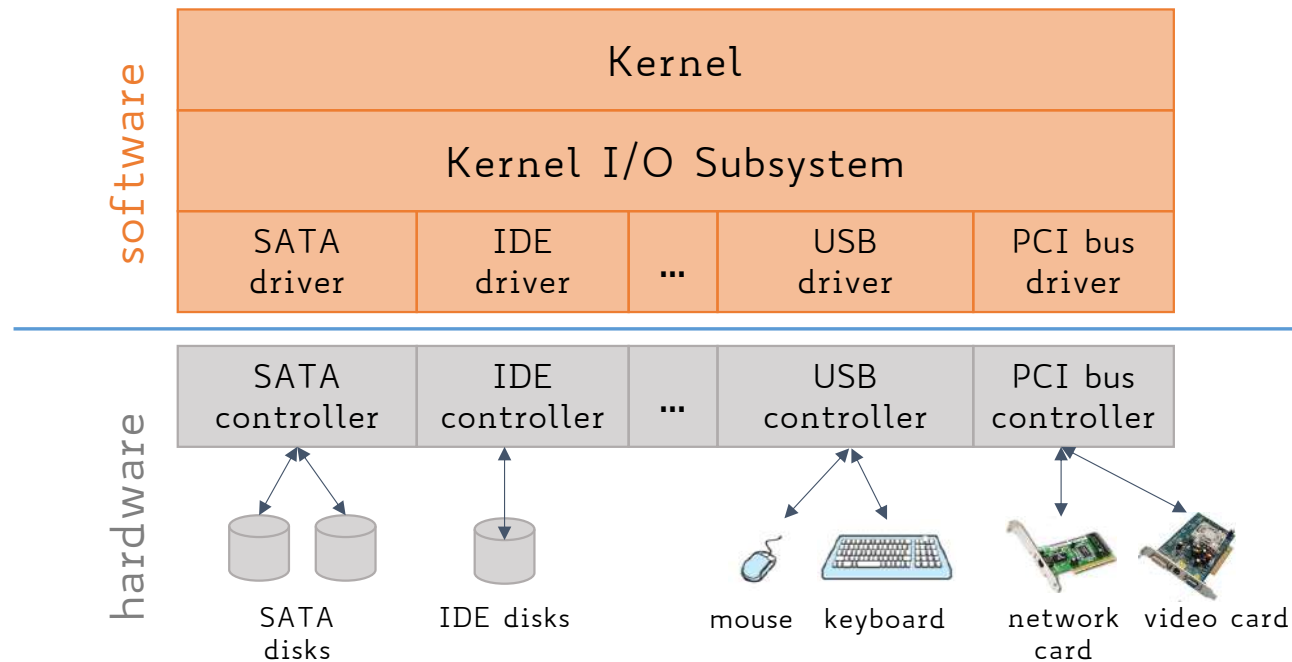 software
Kernel
Kernel I/O Subsystem
SATA
driver
IDE
driver
...
USB
driver
PCI bus
driver
hardware
SATA
controller
IDE
controller
...
USB
controller
PCI bus
controller
SATA
disks
IDE disks
mouse
keyboard
network
card
video card